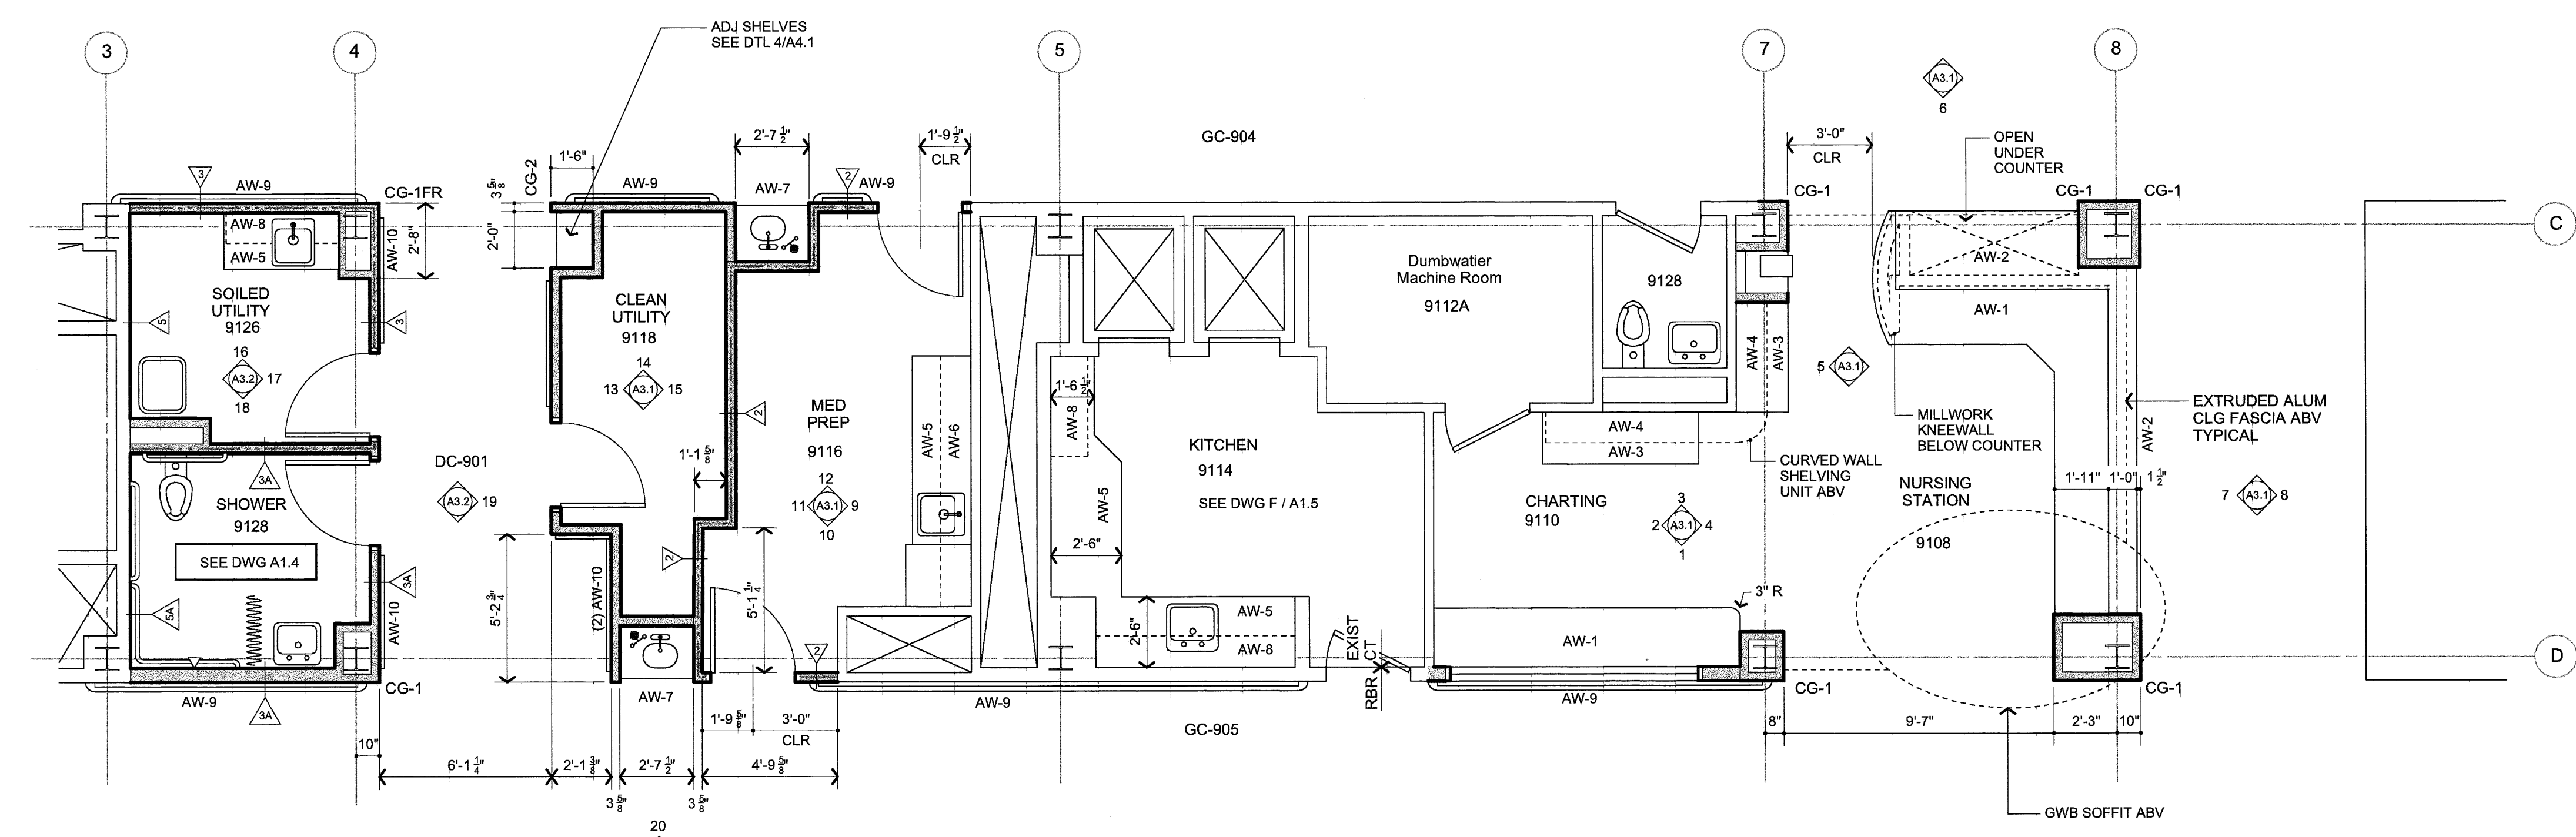 ADJ SHELVES
SEE DTL 4/A4.1
3
4
5
7
8
A3.1
6
GC-904
2'-7 1/2"
1'-9 1/2"
CLR
3'-0"
CLR
OPEN
UNDER
COUNTER
1'-6"
CG-2
3 5/8"
2'-0"
3
AW-9
CG-1FR
AW-9
AW-7
2
AW-9
CG-1
CG-1
CG-1
C
AW-8
AW-5
AW-10
2'-8"
SOILED
UTILITY
9126
5
3
16
A3.2
17
18
CLEAN
UTILITY
9118
14
13
A3.1
15
2
1'-1 5/8"
MED
PREP
9116
12
11
A3.1
9
10
AW-5
AW-6
Dumbwatier
Machine Room
9112A
9128
AW-4
AW-3
AW-2
AW-1
5
A3.1
1'-6 1/2"
AW-8
AW-5
2'-6"
KITCHEN
9114
SEE DWG F / A1.5
AW-4
AW-3
CURVED WALL
SHELVING
UNIT ABV
MILLWORK
KNEEWALL
BELOW COUNTER
EXTRUDED ALUM
CLG FASCIA ABV
TYPICAL
AW-2
1'-11"
1'-0"
1 1/2"
7
A3.1
8
DC-901
A3.2
19
3A
SHOWER
9128
SEE DWG A1.4
3A
5A
AW-10
CHARTING
9110
3
2
A3.1
4
1
NURSING
STATION
9108
3" R
5'-2 3/4"
(2) AW-10
2
5'-1 1/4"
2
2'-6"
AW-5
AW-8
EXIST
CT
RBR
AW-1
D
AW-9
3A
CG-1
AW-7
AW-9
AW-9
CG-1
CG-1
GC-905
10"
1'-9 5/8"
3'-0"
CLR
8"
9'-7"
2'-3"
10"
6'-1 1/4"
2'-1 3/8"
2'-7 1/2"
4'-9 5/8"
3 5/8"
3 5/8"
20
GWB SOFFIT ABV